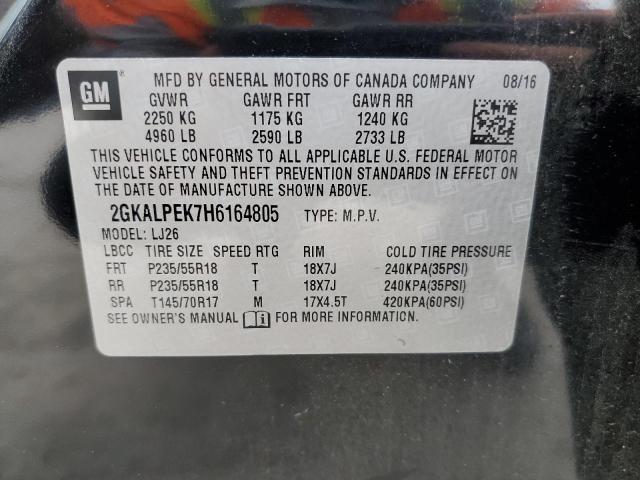 GM ® MFD BY GENERAL MOTORS OF CANADA COMPANY 08/16
GVWR GAWR FRT GAWR RR
2250 KG 1175 KG 1240 KG
4960 LB 2590 LB 2733 LB
THIS VEHICLE CONFORMS TO ALL APPLICABLE U.S. FEDERAL MOTOR
VEHICLE SAFETY AND THEFT PREVENTION STANDARDS IN EFFECT ON
THE DATE OF MANUFACTURE SHOWN ABOVE.
2GKALPEK7H6164805 TYPE: M.P.V.
MODEL: LJ26
LBCC TIRE SIZE SPEED RTG RIM COLD TIRE PRESSURE
FRT P235/55R18 T 18X7J 240KPA(35PSI)
RR P235/55R18 T 18X7J 240KPA(35PSI)
SPA T145/70R17 M 17X4.5T 420KPA(60PSI)
SEE OWNER'S MANUAL i FOR MORE INFORMATION.